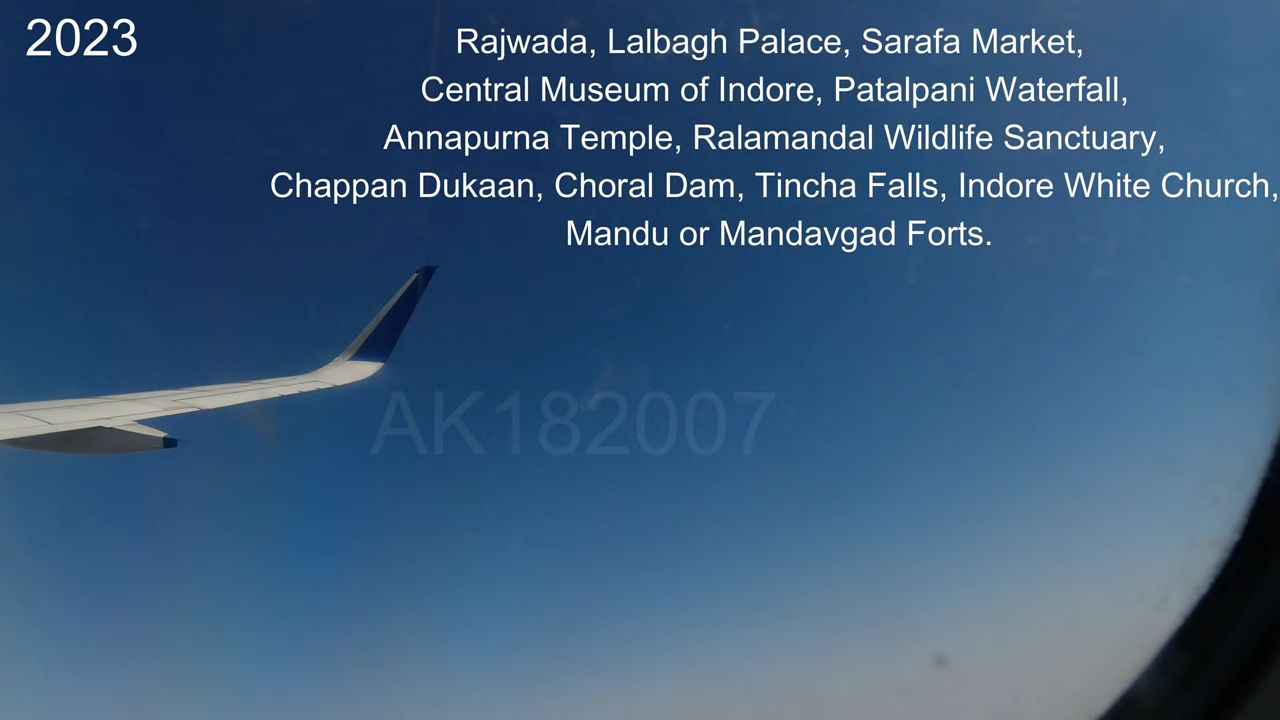 2023
Rajwada, Lalbagh Palace, Sarafa Market,
Central Museum of Indore, Patalpani Waterfall,
Annapurna Temple, Ralamandal Wildlife Sanctuary,
Chappan Dukaan, Choral Dam, Tincha Falls, Indore White Church,
Mandu or Mandavgad Forts.
AK182007